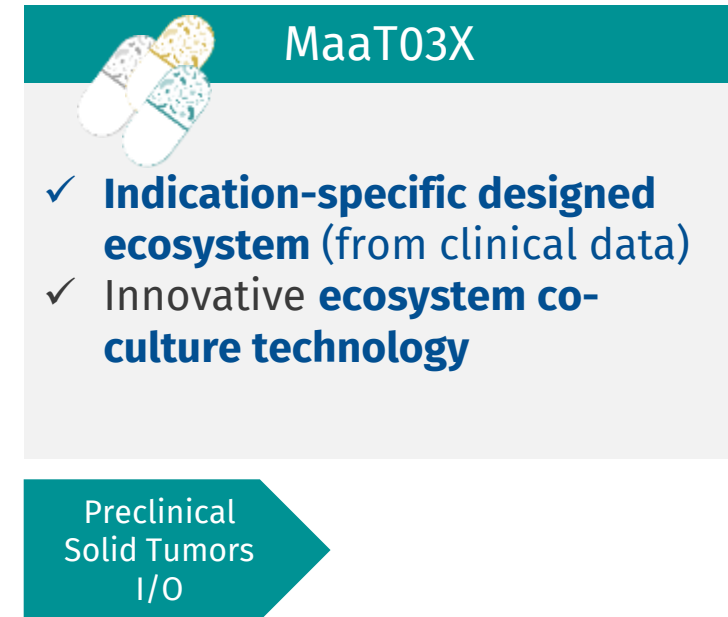 MaaT03X
✓ Indication-specific designed
ecosystem (from clinical data)
✓ Innovative ecosystem co-
culture technology
Preclinical
Solid Tumors
I/O